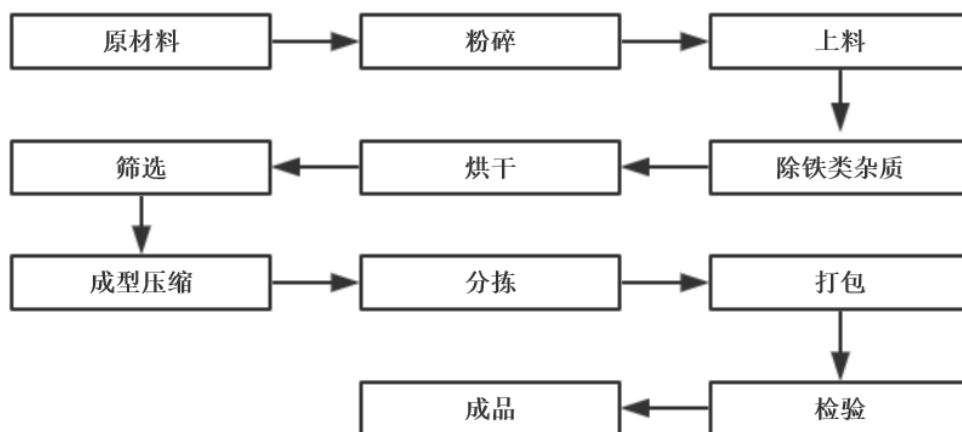 原材料
粉碎
上料
除铁类杂质
烘干
筛选
成型压缩
分拣
打包
检验
成品